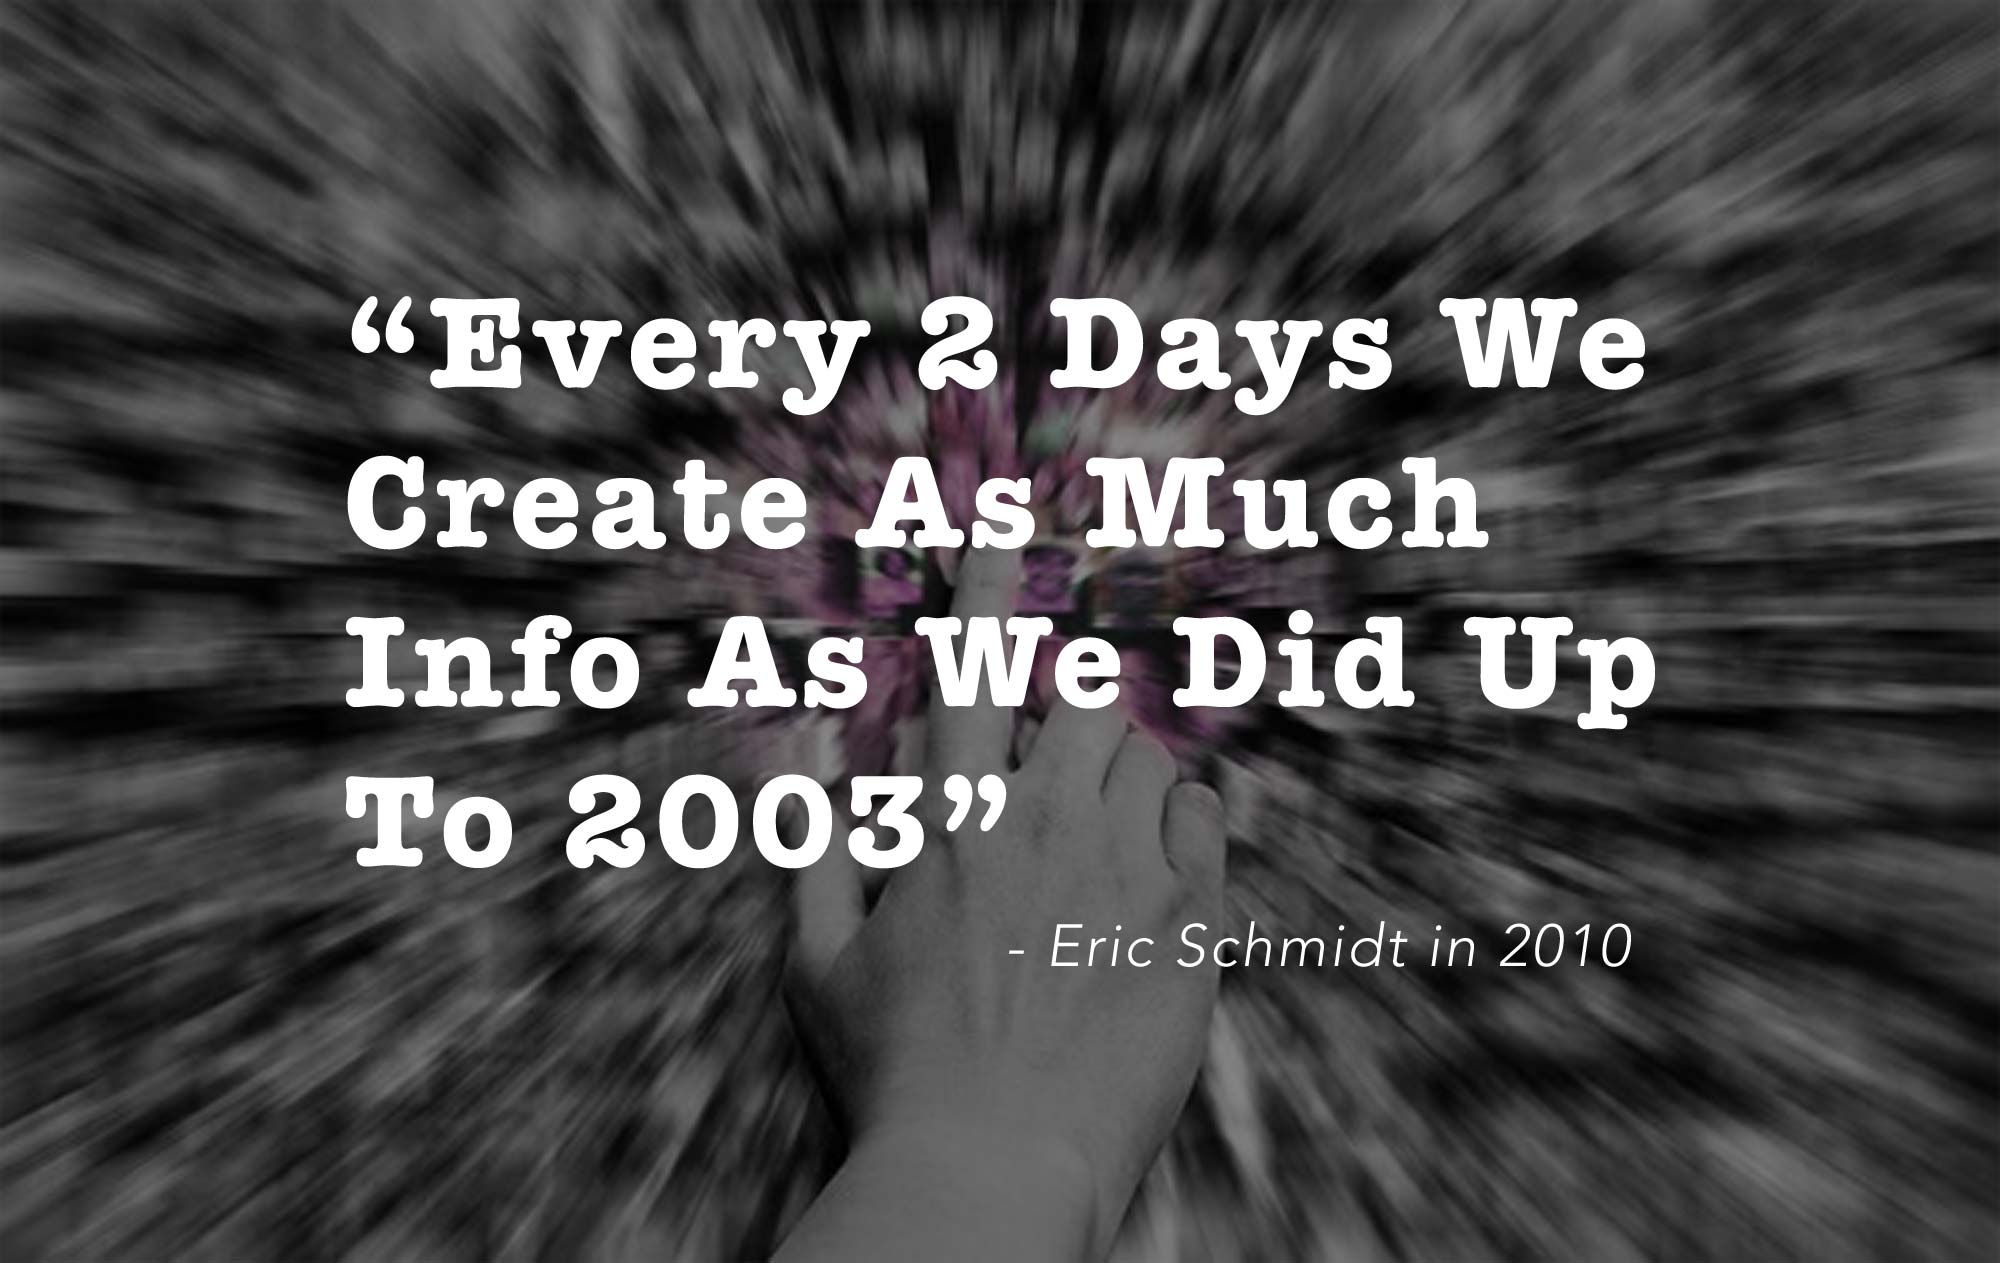 “Every 2 Days We
Create As Much
Info As We Did Up
To 2003”
- Eric Schmidt in 2010